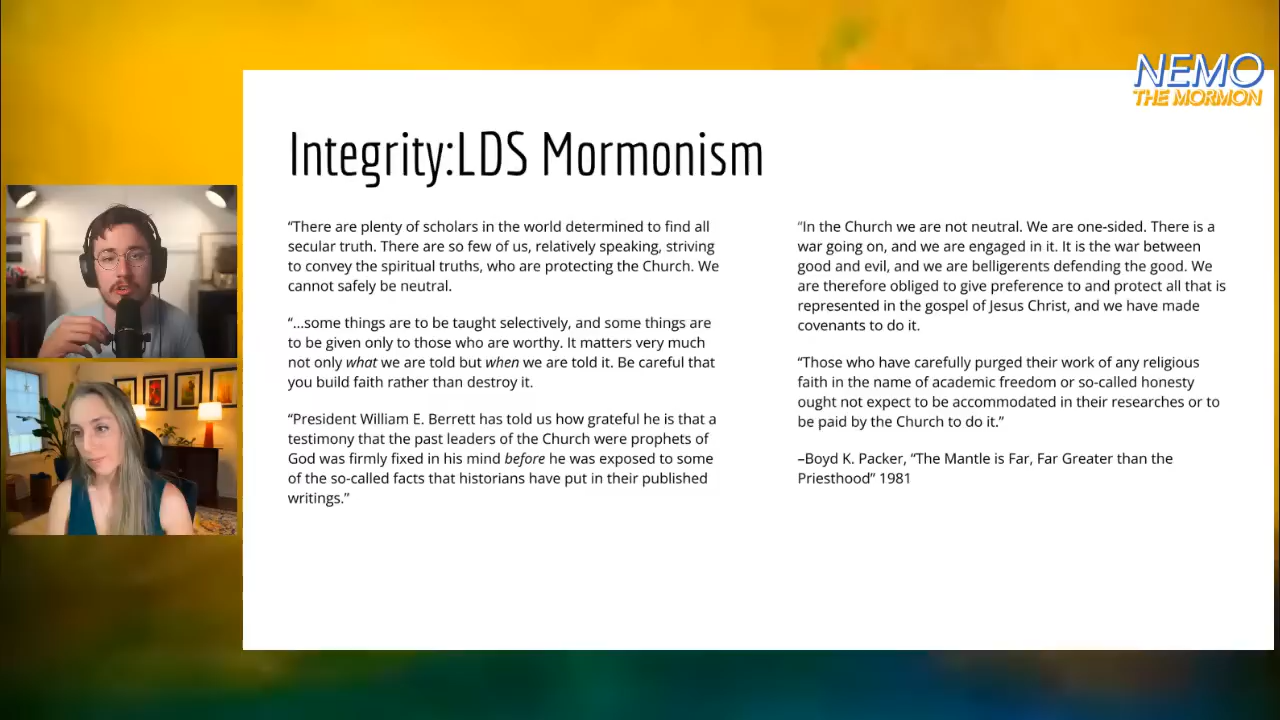 NEMO
THE MORMON
Integrity:LDS Mormonism
“There are plenty of scholars in the world determined to find all
secular truth. There are so few of us, relatively speaking, striving
to convey the spiritual truths, who are protecting the Church. We
cannot safely be neutral.
“...some things are to be taught selectively, and some things are
to be given only to those who are worthy. It matters very much
not only what we are told but when we are told it. Be careful that
you build faith rather than destroy it.
“President William E. Berrett has told us how grateful he is that a
testimony that the past leaders of the Church were prophets of
God was firmly fixed in his mind before he was exposed to some
of the so-called facts that historians have put in their published
writings.”
“In the Church we are not neutral. We are one-sided. There is a
war going on, and we are engaged in it. It is the war between
good and evil, and we are belligerents defending the good. We
are therefore obliged to give preference to and protect all that is
represented in the gospel of Jesus Christ, and we have made
covenants to do it.
“Those who have carefully purged their work of any religious
faith in the name of academic freedom or so-called honesty
ought not expect to be accommodated in their researches or to
be paid by the Church to do it.”
–Boyd K. Packer, “The Mantle is Far, Far Greater than the
Priesthood” 1981